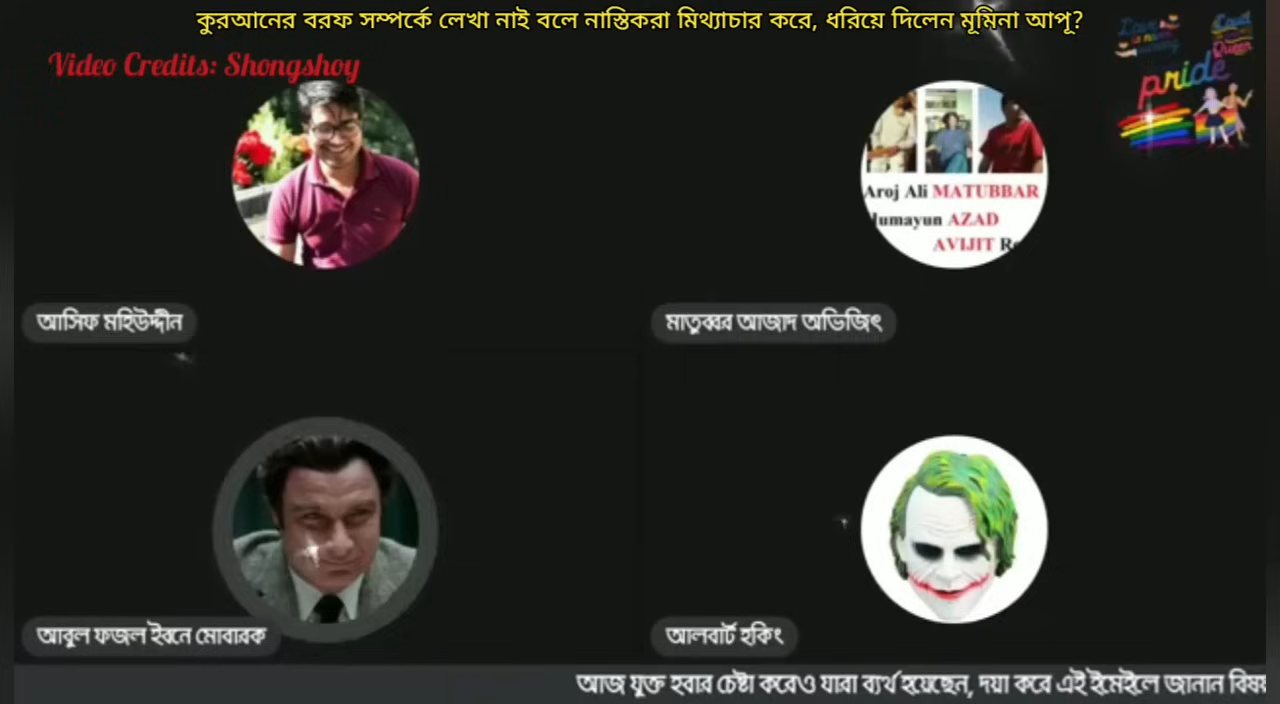 কুরআনের বরফ সম্পর্কে লেখা নাই বলে নাস্তিকরা মিথ্যাচার করে, ধরিয়ে দিলেন মূমিনা আপূ?
Video Credits: Shongshoy
pride
Aroj Ali MATUBBAR
Humayun AZAD
AVIJIT
আসিফ মহিউদ্দীন
মাতুব্বর আজাদ অভিজিৎ
আবুল ফজল ইবনে মোবারক
আলবার্ট হকিং
আজ যুক্ত হবার চেষ্টা করেও যারা ব্যর্থ হয়েছেন, দয়া করে এই ইমেইলে জানান